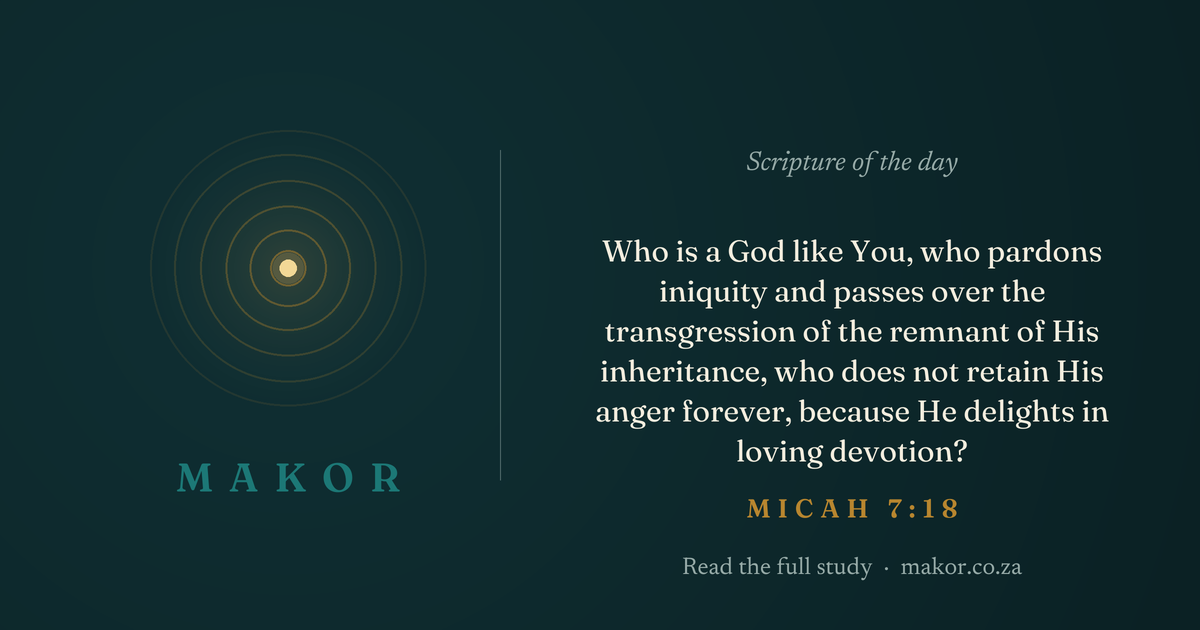 MAKOR
Scripture of the day
Who is a God like You, who pardons
iniquity and passes over the
transgression of the remnant of His
inheritance, who does not retain His
anger forever, because He delights in
loving devotion?
MICAH 7:18
Read the full study · makor.co.za